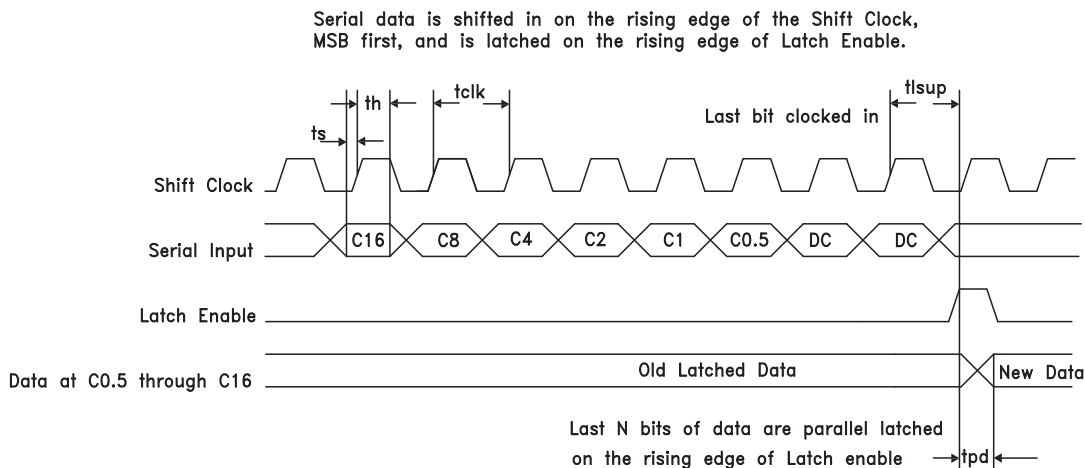 Serial data is shifted in on the rising edge of the Shift Clock,
MSB first, and is latched on the rising edge of Latch Enable.
th
tclk
tlsup
ts
Last bit clocked in
Shift Clock
Serial Input
C16 C8 C4 C2 C1 C0.5 DC DC
Latch Enable
Data at C0.5 through C16
Old Latched Data
New Data
Last N bits of data are parallel latched
on the rising edge of Latch enable
tpd